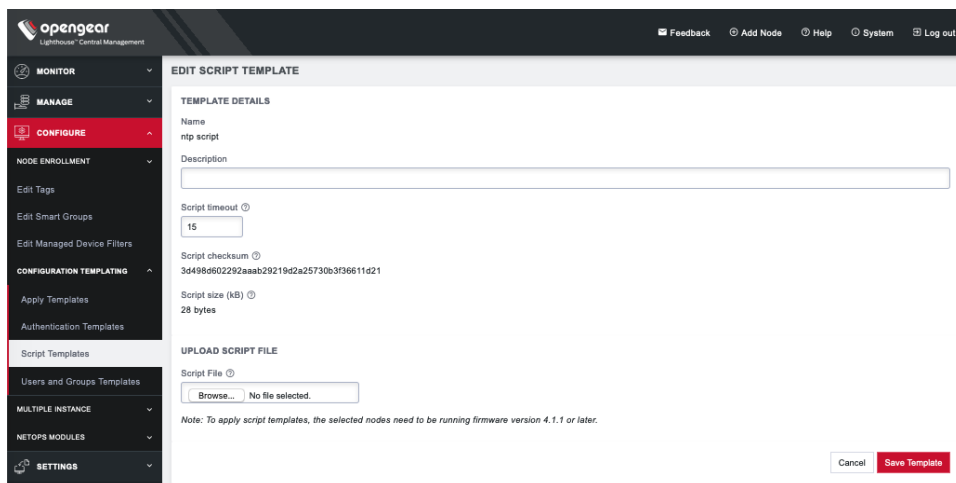 opengear
Lighthouse™ Central Management
Feedback
Add Node
Help
System
Log out
MONITOR
MANAGE
CONFIGURE
NODE ENROLLMENT
Edit Tags
Edit Smart Groups
Edit Managed Device Filters
CONFIGURATION TEMPLATING
Apply Templates
Authentication Templates
Script Templates
Users and Groups Templates
MULTIPLE INSTANCE
NETOPS MODULES
SETTINGS
EDIT SCRIPT TEMPLATE
TEMPLATE DETAILS
Name
ntp script
Description
Script timeout
15
Script checksum
3d498d602292aaab29219d2a25730b3f36611d21
Script size (kB)
28 bytes
UPLOAD SCRIPT FILE
Script File
Browse... No file selected.
Note: To apply script templates, the selected nodes need to be running firmware version 4.1.1 or later.
Cancel
Save Template